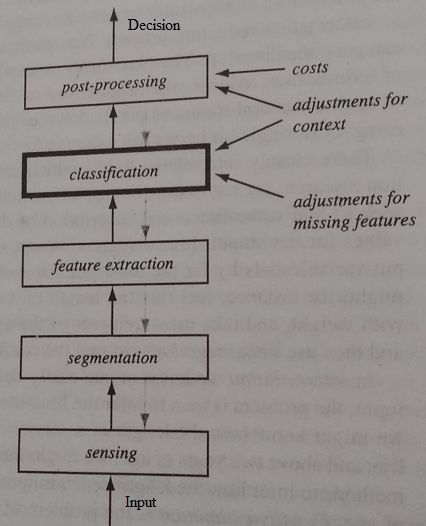 Decision
post-processing
costs
adjustments for
context
classification
adjustments for
missing features
feature extraction
segmentation
sensing
Input